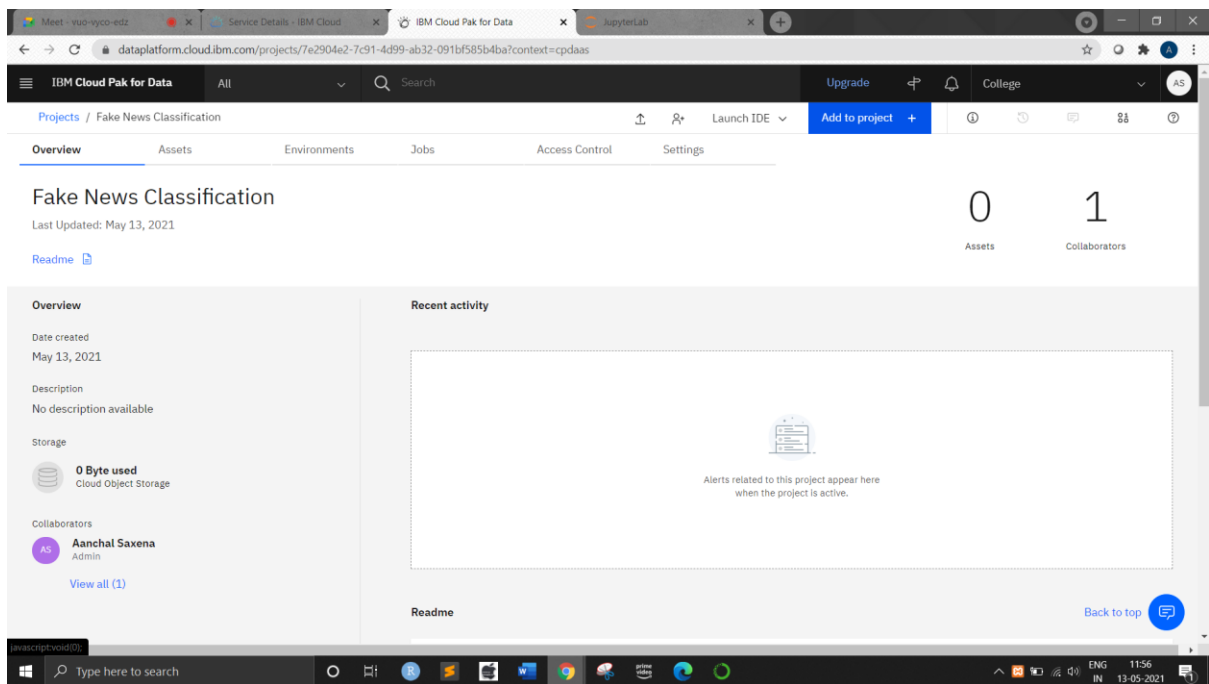 Meet - vuo-vyco-edz
Service Details - IBM Cloud
IBM Cloud Pak for Data
JupyterLab
dataplatform.cloud.ibm.com/projects/7e2904e2-7c91-4d99-ab32-091bf585b4ba?context=cpdaas
A
IBM Cloud Pak for Data
All
Search
Upgrade
College
AS
Projects / Fake News Classification
Launch IDE
Add to project +
Overview
Assets
Environments
Jobs
Access Control
Settings
Fake News Classification
Last Updated: May 13, 2021
Readme
0
Assets
1
Collaborators
Overview
Date created
May 13, 2021
Description
No description available
Storage
0 Byte used
Cloud Object Storage
Collaborators
AS
Aanchal Saxena
Admin
View all (1)
Recent activity
Alerts related to this project appear here
when the project is active.
Readme
Back to top
javascript:void(0);
Type here to search
R
prime
video
ENG
IN
11:56
13-05-2021
1